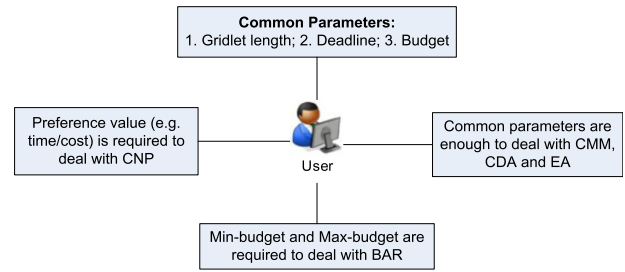 Common Parameters:
1. Gridlet length; 2. Deadline; 3. Budget
Preference value (e.g.
time/cost) is required to
deal with CNP
User
Common parameters are
enough to deal with CMM,
CDA and EA
Min-budget and Max-budget are
required to deal with BAR